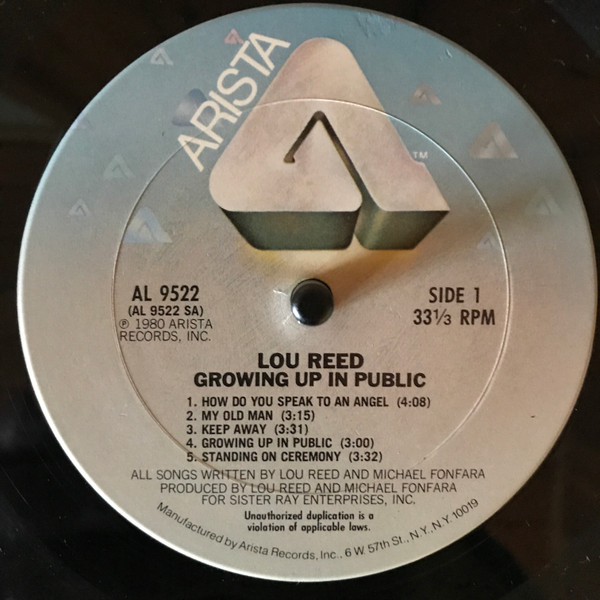 ARISTA
TM
AL 9522
(AL 9522 SA)
℗ 1980 ARISTA
RECORDS, INC.
SIDE 1
33 1/3 RPM
LOU REED
GROWING UP IN PUBLIC
1. HOW DO YOU SPEAK TO AN ANGEL (4:08)
2. MY OLD MAN (3:15)
3. KEEP AWAY (3:31)
4. GROWING UP IN PUBLIC (3:00)
5. STANDING ON CEREMONY (3:32)
ALL SONGS WRITTEN BY LOU REED AND MICHAEL FONFARA
PRODUCED BY LOU REED AND MICHAEL FONFARA
FOR SISTER RAY ENTERPRISES, INC.
Unauthorized duplication is a
violation of applicable laws.
Manufactured by Arista Records, Inc., 6 W. 57th St., N.Y., N.Y. 10019